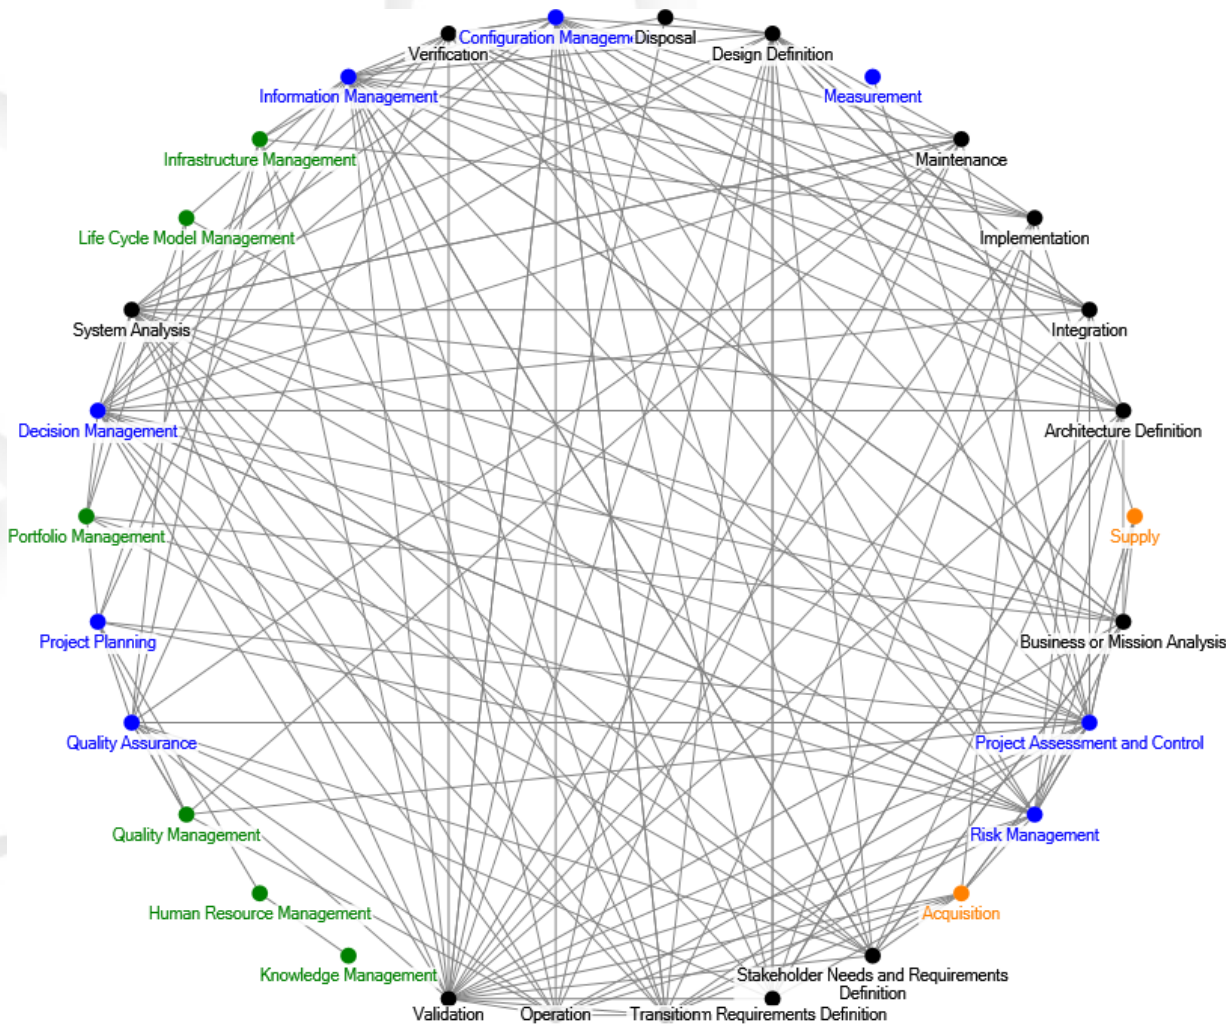 Configuration Manageme
Disposal
Verification
Design Definition
Information Management
Measurement
Infrastructure Management
Maintenance
Life Cycle Model Management
Implementation
System Analysis
Integration
Decision Management
Architecture Definition
Portfolio Management
Supply
Project Planning
Business or Mission Analysis
Quality Assurance
Project Assessment and Control
Quality Management
Risk Management
Human Resource Management
Acquisition
Knowledge Management
Stakeholder Needs and Requirements
Definition
Validation
Operation
Transition
m Requirements Definition